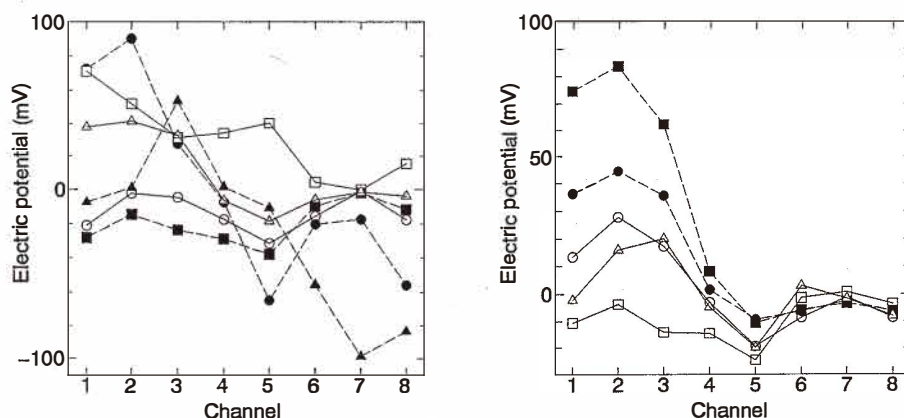 Electric potential (mV)
100
0
−100
1 2 3 4 5 6 7 8
Channel
Electric potential (mV)
100
50
0
1 2 3 4 5 6 7 8
Channel